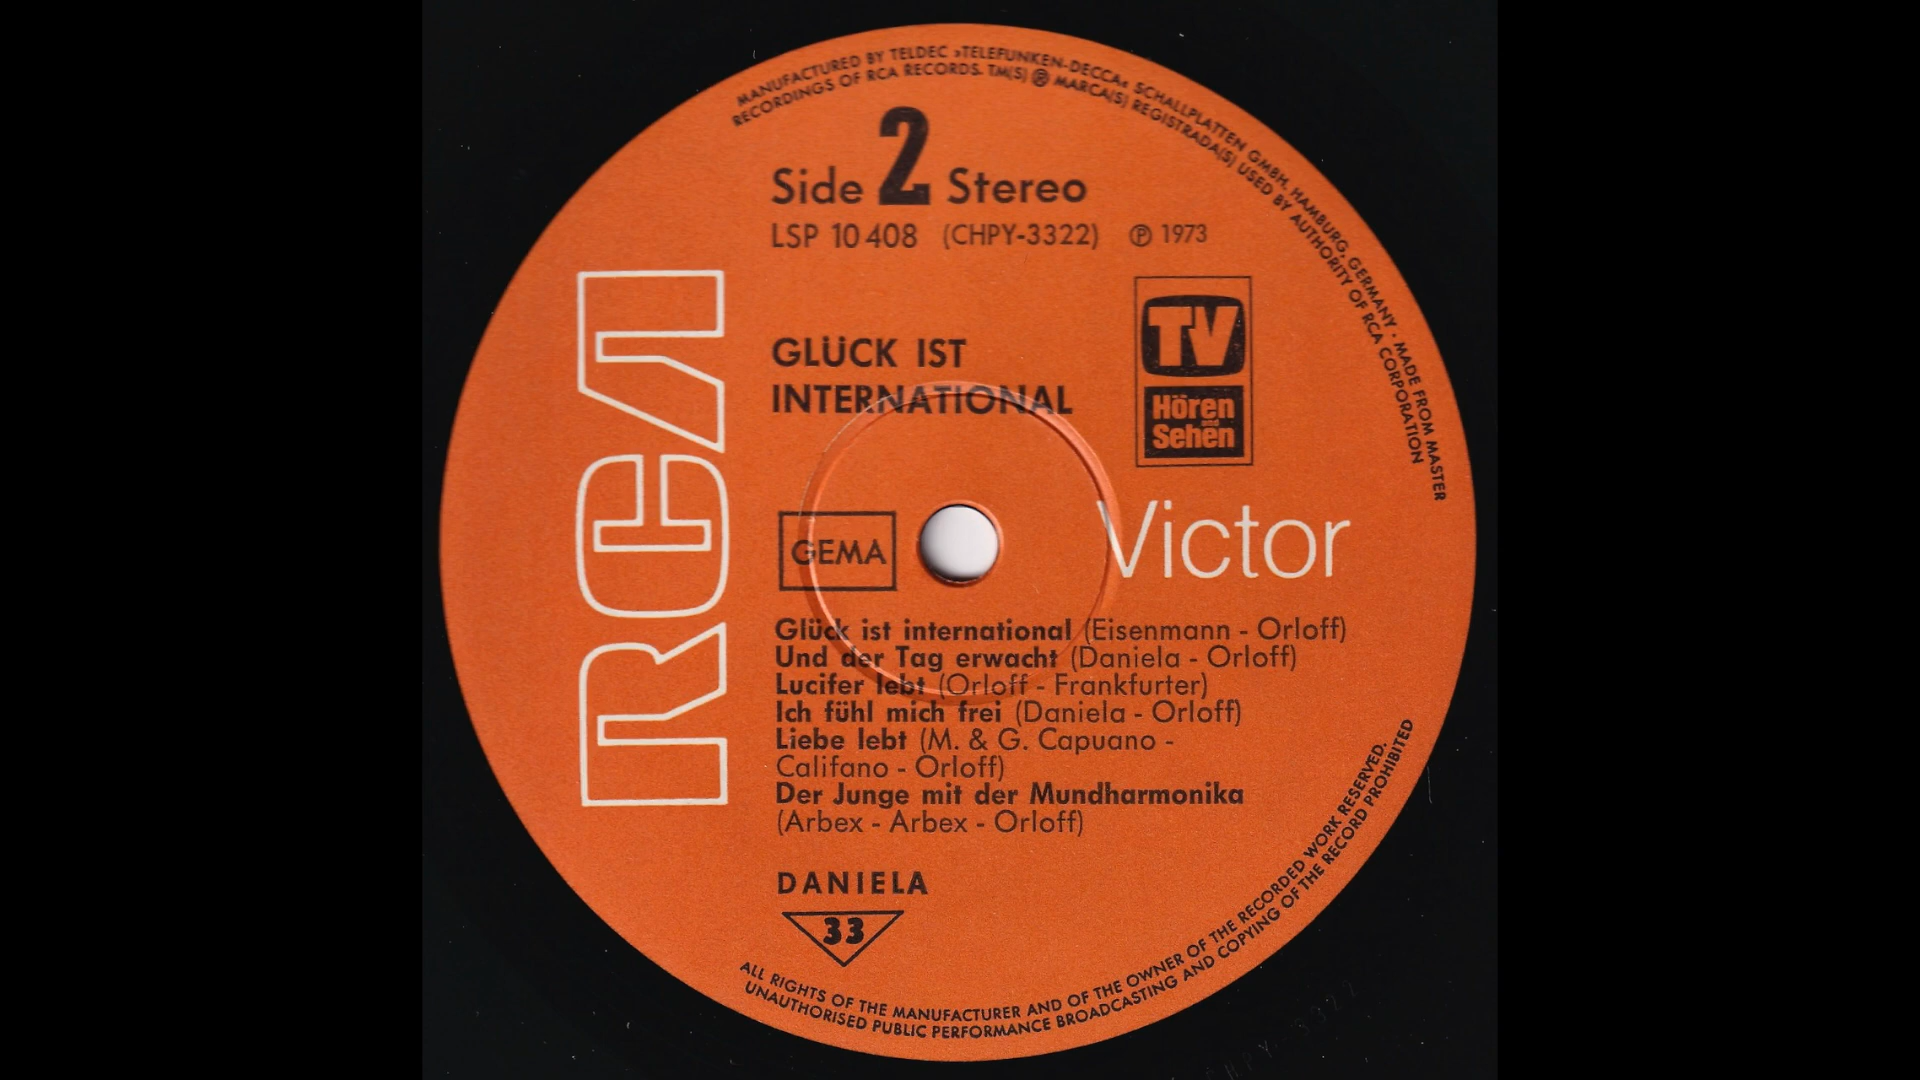 MANUFACTURED BY TELDEC »TELEFUNKEN-DECCA« SCHALLPLATTEN GMBH, HAMBURG, GERMANY · MADE FROM MASTER
RECORDINGS OF RCA RECORDS. TM(S) ® MARCA(S) REGISTRADA(S) USED BY AUTHORITY OF RCA CORPORATION
Side 2 Stereo
LSP 10 408 (CHPY-3322) ℗ 1973
RCA
GLÜCK IST
INTERNATIONAL
TV
Hören
und
Sehen
GEMA
Victor
Glück ist international (Eisenmann - Orloff)
Und der Tag erwacht (Daniela - Orloff)
Lucifer lebt (Orloff - Frankfurter)
Ich fühl mich frei (Daniela - Orloff)
Liebe lebt (M. & G. Capuano -
Califano - Orloff)
Der Junge mit der Mundharmonika
(Arbex - Arbex - Orloff)
DANIELA
33
ALL RIGHTS OF THE MANUFACTURER AND OF THE OWNER OF THE RECORDED WORK RESERVED.
UNAUTHORISED PUBLIC PERFORMANCE BROADCASTING AND COPYING OF THE RECORD PROHIBITED